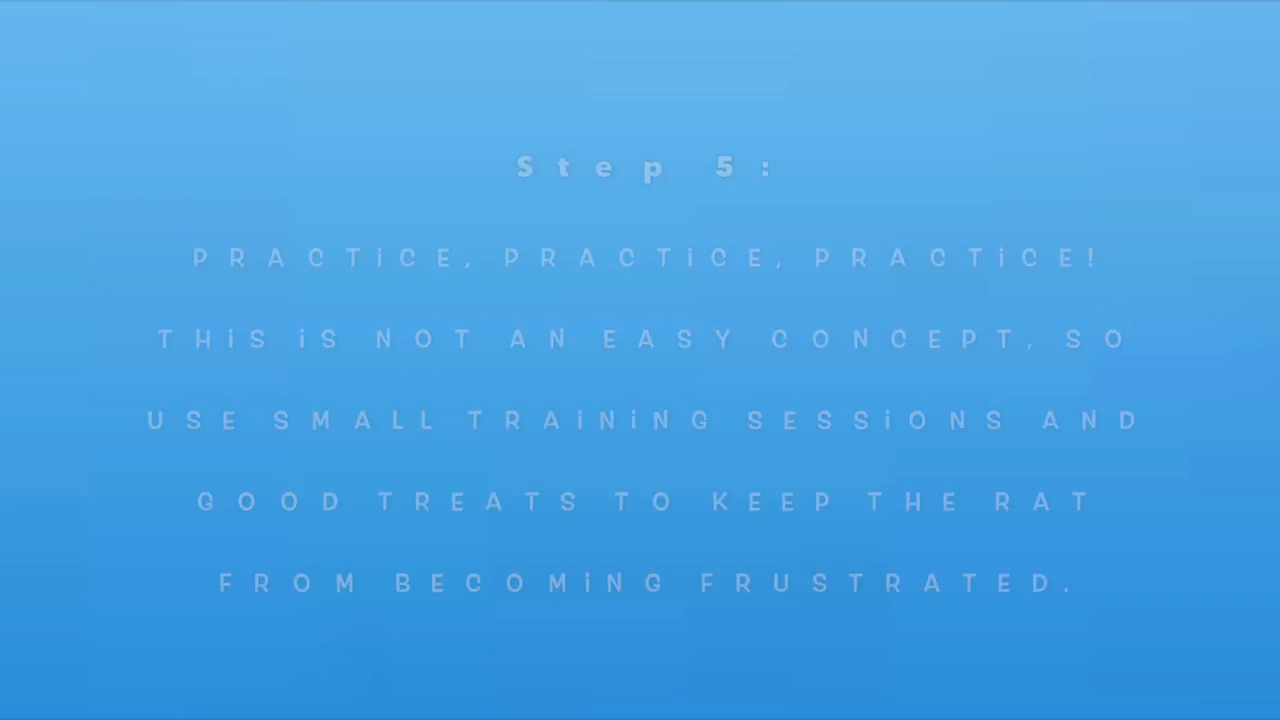 Step 5:
PRACTiCE, PRACTiCE, PRACTiCE!
THiS iS NOT AN EASY CONCEPT, SO
USE SMALL TRAiNiNG SESSiONS AND
GOOD TREATS TO KEEP THE RAT
FROM BECOMiNG FRUSTRATED.